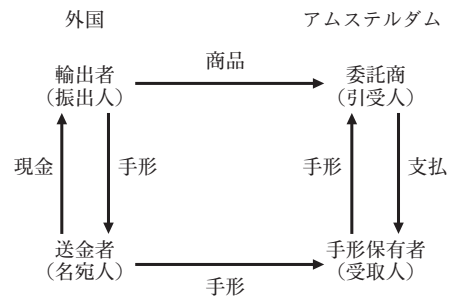 外国
アムステルダム
商品
輸出者
（振出人）
委託商
（引受人）
現金
手形
手形
支払
送金者
（名宛人）
手形保有者
（受取人）
手形